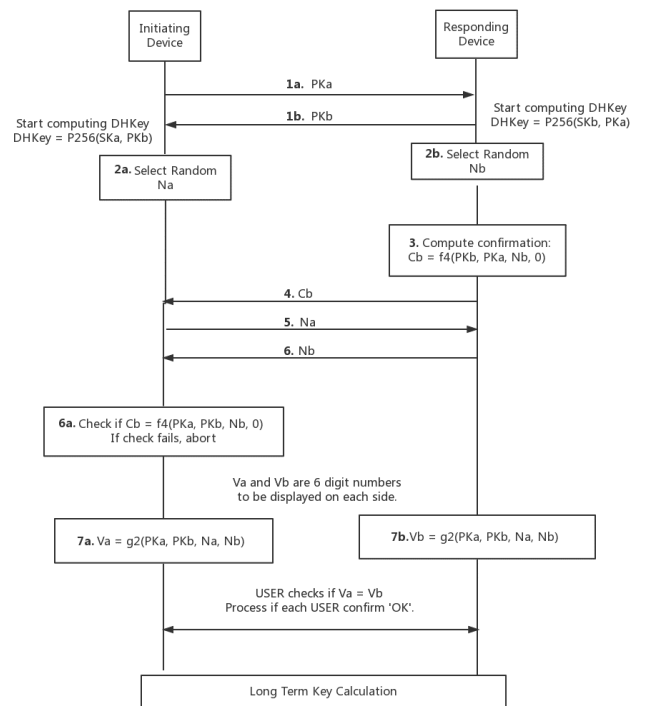 Initiating
Device
Responding
Device
1a. PKa
1b. PKb
Start computing DHKey
DHKey = P256(SKa, PKb)
Start computing DHKey
DHKey = P256(SKb, PKa)
2a. Select Random
Na
2b. Select Random
Nb
3. Compute confirmation:
Cb = f4(PKb, PKa, Nb, 0)
4. Cb
5. Na
6. Nb
6a. Check if Cb = f4(PKa, PKb, Nb, 0)
If check fails, abort
Va and Vb are 6 digit numbers
to be displayed on each side.
7a. Va = g2(PKa, PKb, Na, Nb)
7b.Vb = g2(PKa, PKb, Na, Nb)
USER checks if Va = Vb
Process if each USER confirm 'OK'.
Long Term Key Calculation